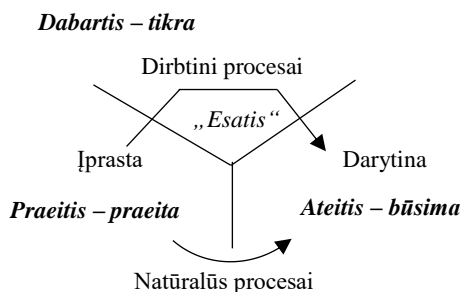 Dabartis – tikra
Dirbtini procesai
„Esatis“
Įprasta
Darytina
Praeitis – praeita
Ateitis – būsima
Natūralūs procesai